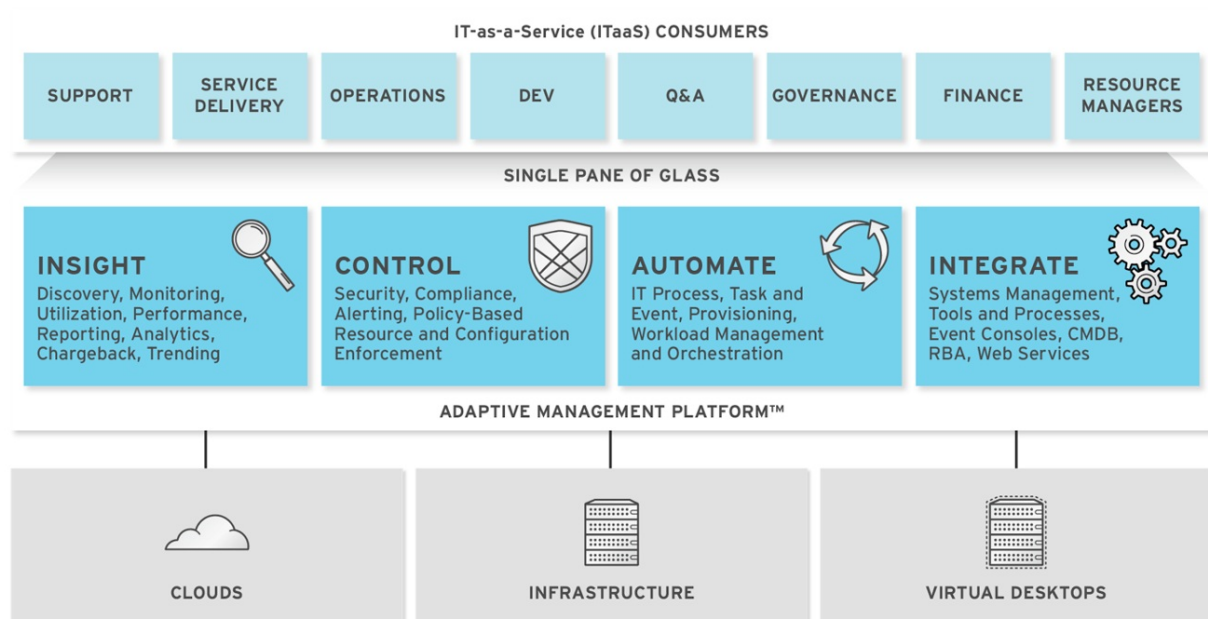 IT-as-a-Service (ITaaS) CONSUMERS
SUPPORT
SERVICE
DELIVERY
OPERATIONS
DEV
Q&A
GOVERNANCE
FINANCE
RESOURCE
MANAGERS
SINGLE PANE OF GLASS
INSIGHT
Discovery, Monitoring,
Utilization, Performance,
Reporting, Analytics,
Chargeback, Trending
CONTROL
Security, Compliance,
Alerting, Policy-Based
Resource and Configuration
Enforcement
AUTOMATE
IT Process, Task and
Event, Provisioning,
Workload Management
and Orchestration
INTEGRATE
Systems Management,
Tools and Processes,
Event Consoles, CMDB,
RBA, Web Services
ADAPTIVE MANAGEMENT PLATFORM™
CLOUDS
INFRASTRUCTURE
VIRTUAL DESKTOPS